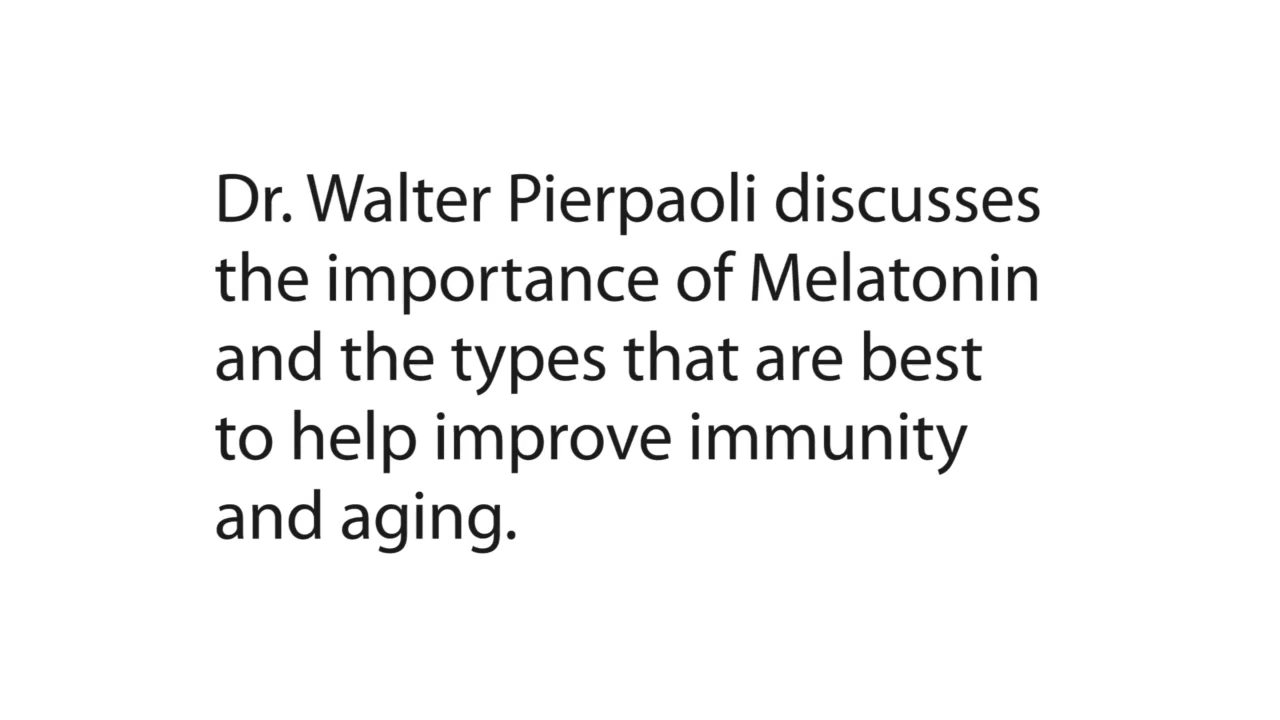 Dr. Walter Pierpaoli discusses
the importance of Melatonin
and the types that are best
to help improve immunity
and aging.